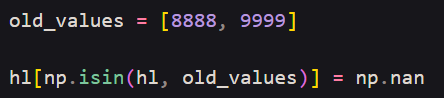 old_values = [8888, 9999]
hl[np.isin(hl, old_values)] = np.nan